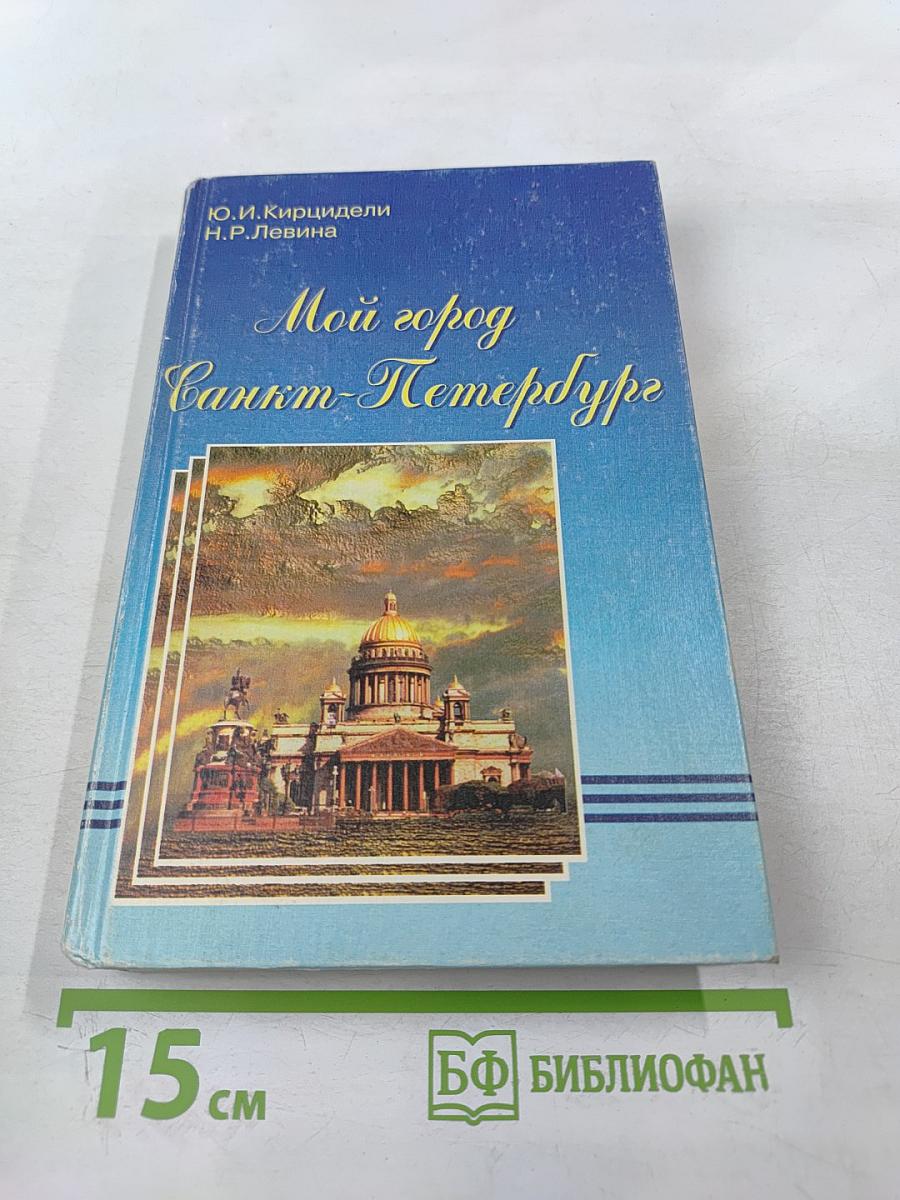 Ю.И.Кирцидели
Н.Р.Левина
Мой город
Санкт-Петербург
15 см
БФ БИБЛИОФАН